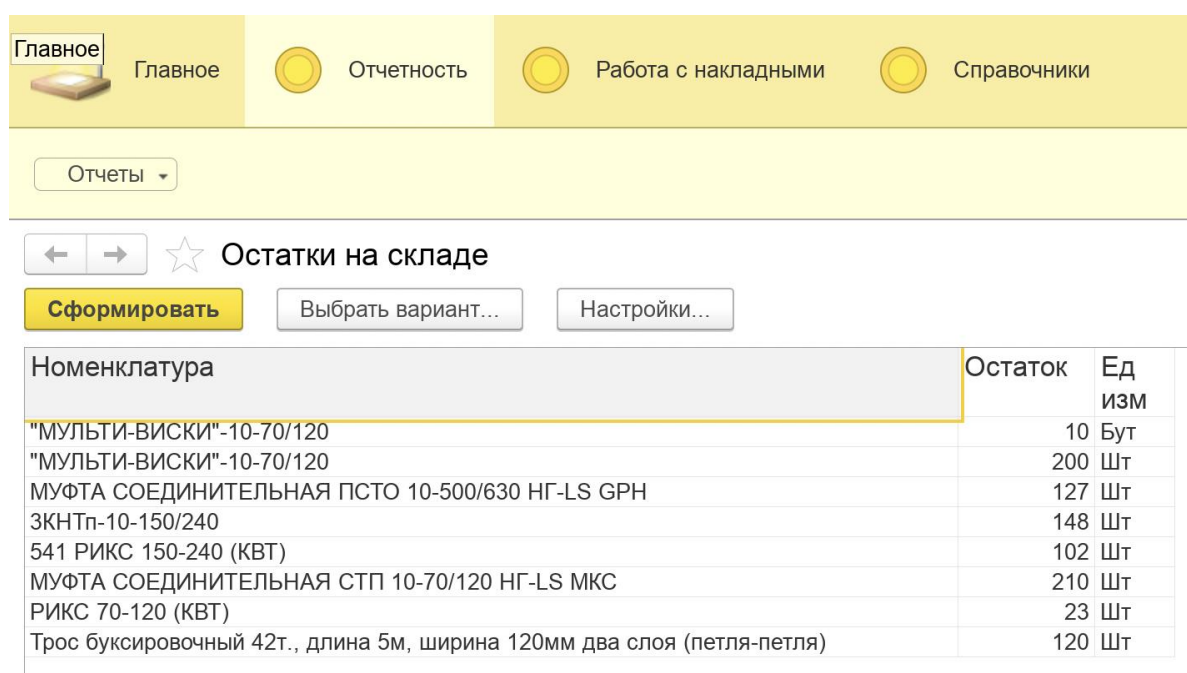 Главное
Главное Отчетность Работа с накладными Справочники
Отчеты
Остатки на складе
Сформировать Выбрать вариант... Настройки...
Номенклатура Остаток Ед
изм
"МУЛЬТИ-ВИСКИ"-10-70/120 10 Бут
"МУЛЬТИ-ВИСКИ"-10-70/120 200 Шт
МУФТА СОЕДИНИТЕЛЬНАЯ ПСТО 10-500/630 НГ-LS GPH 127 Шт
3КНТп-10-150/240 148 Шт
541 РИКС 150-240 (КВТ) 102 Шт
МУФТА СОЕДИНИТЕЛЬНАЯ СТП 10-70/120 НГ-LS МКС 210 Шт
РИКС 70-120 (КВТ) 23 Шт
Трос буксировочный 42т., длина 5м, ширина 120мм два слоя (петля-петля) 120 Шт